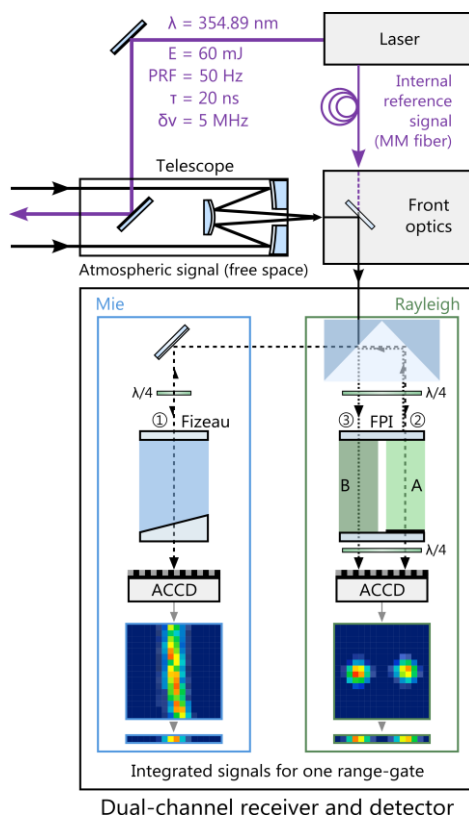 λ = 354.89 nm
E = 60 mJ
PRF = 50 Hz
τ = 20 ns
δν = 5 MHz
Laser
Internal
reference
signal
(MM fiber)
Telescope
Front
optics
Atmospheric signal (free space)
Mie
Rayleigh
λ/4
λ/4
① Fizeau
③ FPI ②
B
A
λ/4
ACCD
ACCD
Integrated signals for one range-gate
Dual-channel receiver and detector